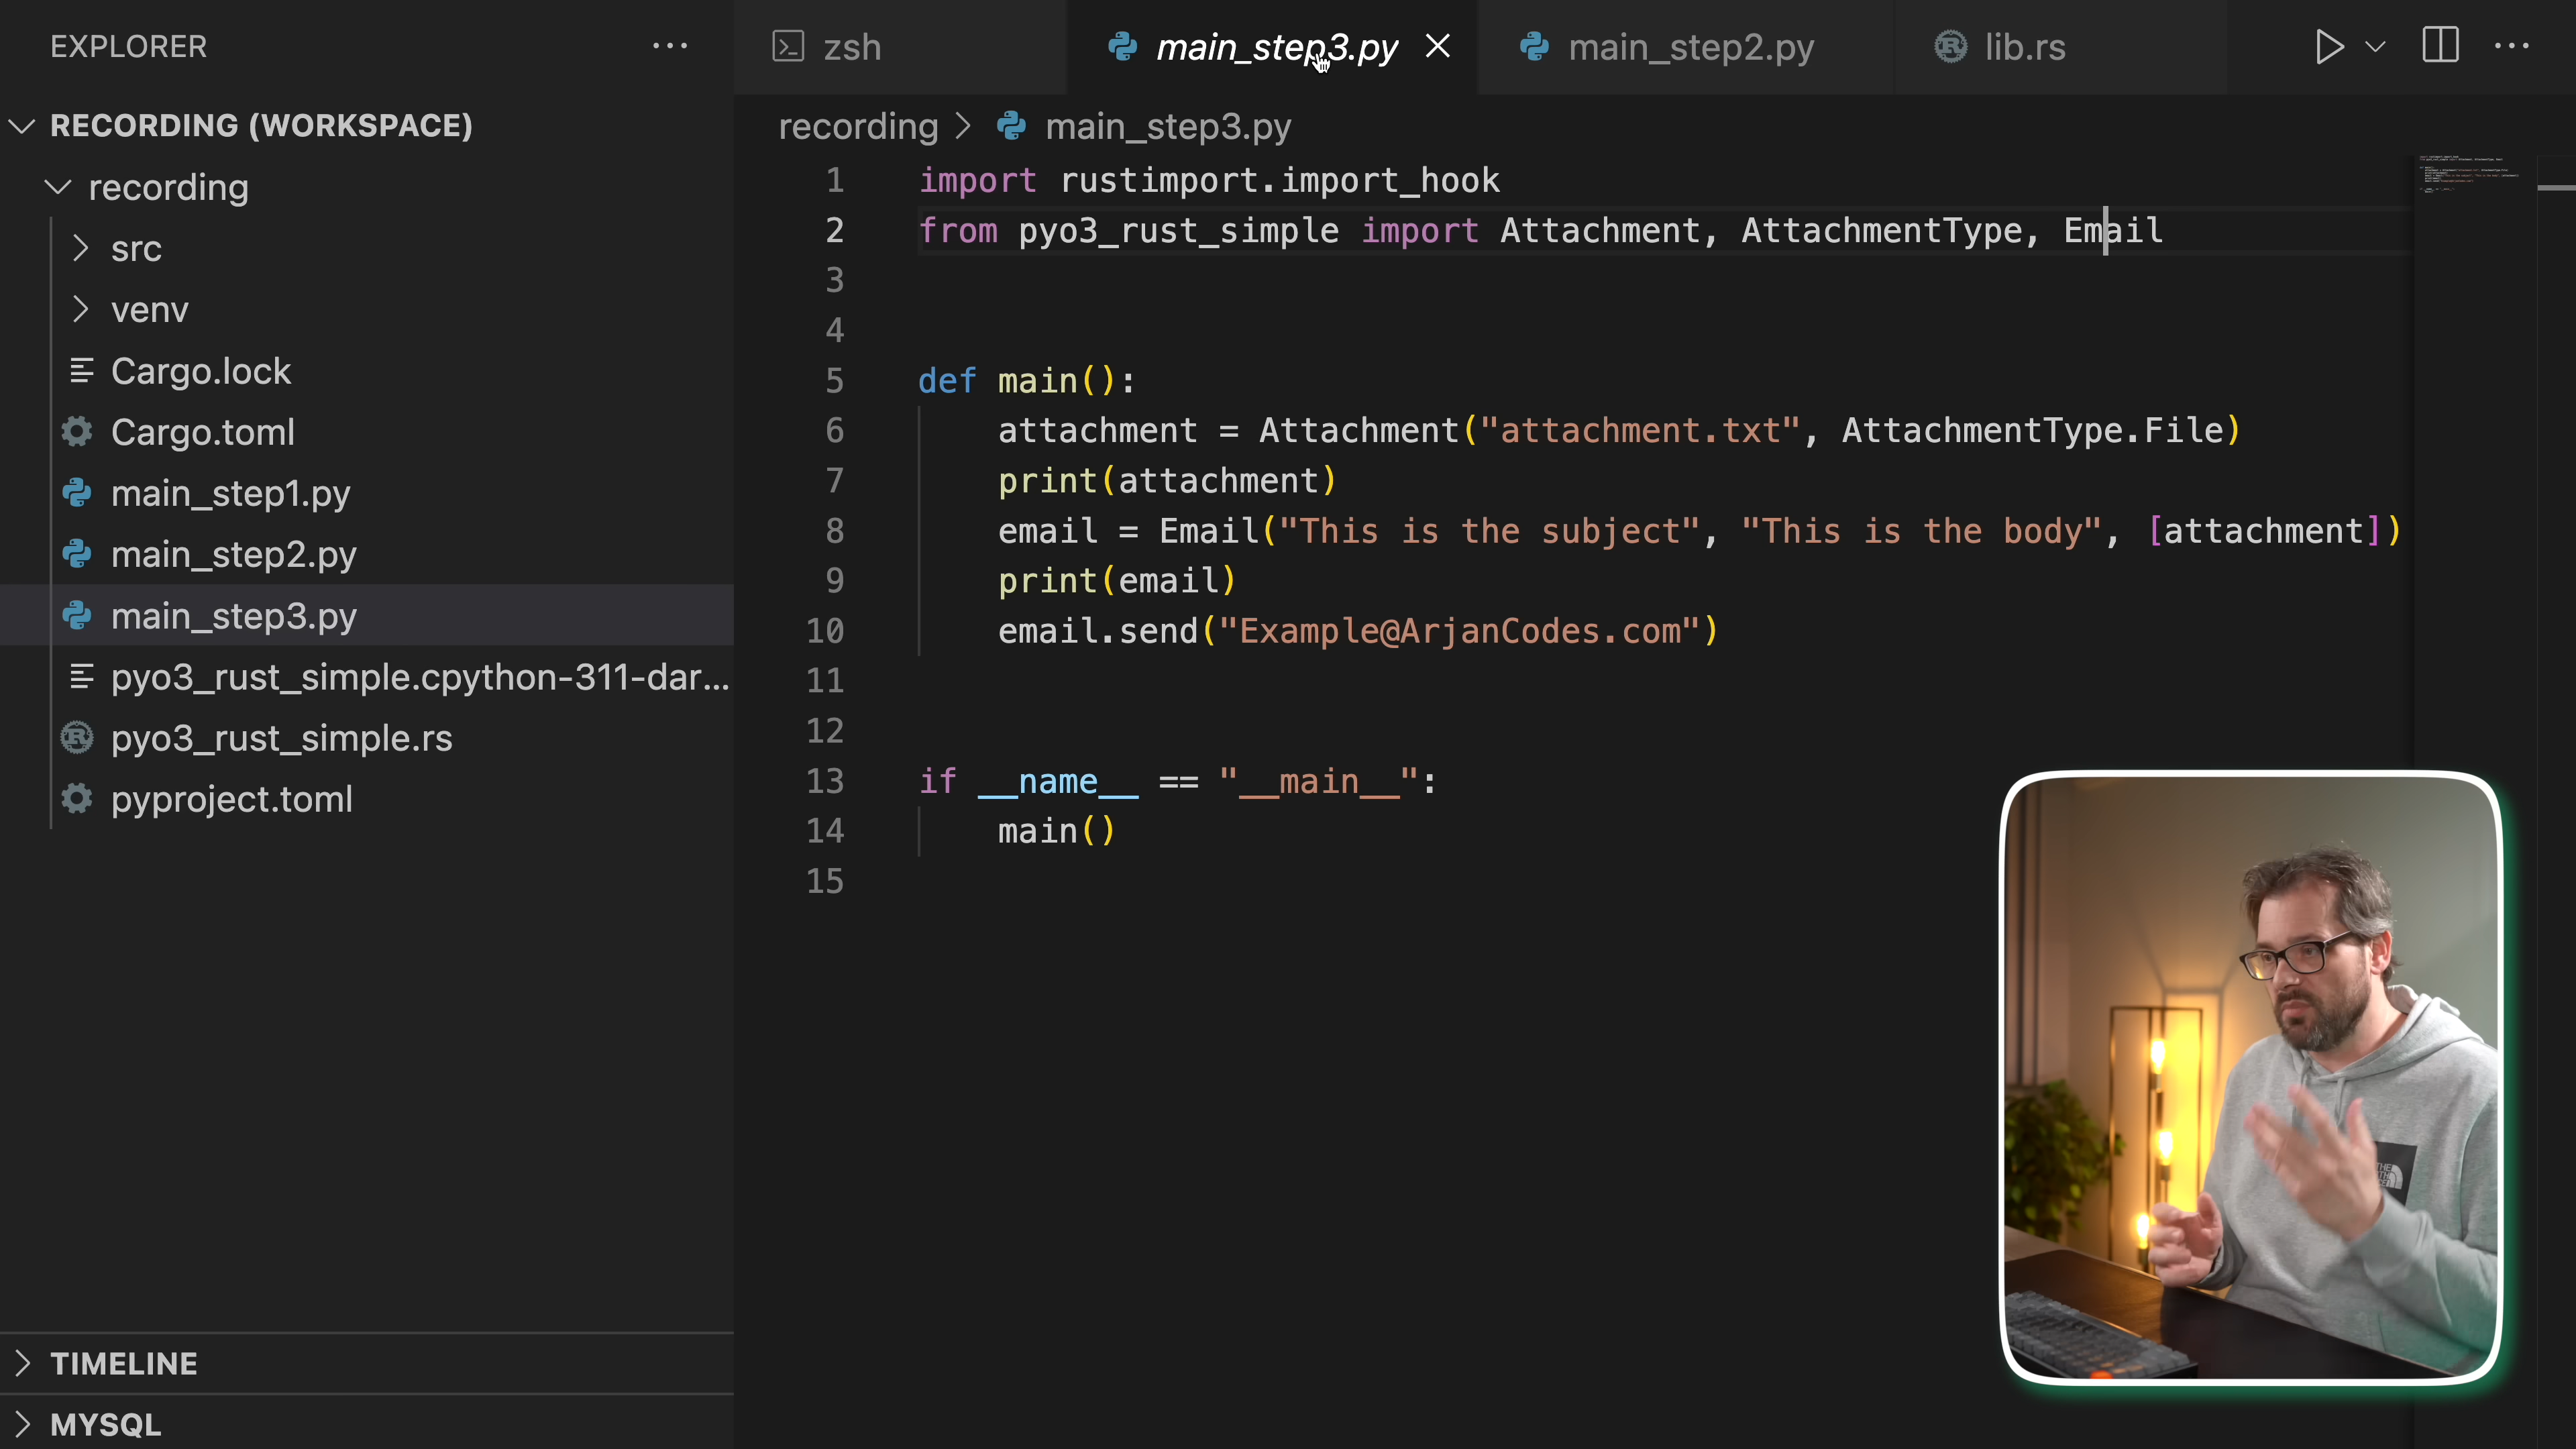 EXPLORER
RECORDING (WORKSPACE)
recording
src
venv
Cargo.lock
Cargo.toml
main_step1.py
main_step2.py
main_step3.py
pyo3_rust_simple.cpython-311-dar...
pyo3_rust_simple.rs
pyproject.toml
TIMELINE
MYSQL
zsh
main_step3.py
main_step2.py
lib.rs
recording > main_step3.py
1 import rustimport.import_hook
2 from pyo3_rust_simple import Attachment, AttachmentType, Email
3
4
5 def main():
6 attachment = Attachment("attachment.txt", AttachmentType.File)
7 print(attachment)
8 email = Email("This is the subject", "This is the body", [attachment])
9 print(email)
10 email.send("Example@ArjanCodes.com")
11
12
13 if __name__ == "__main__":
14 main()
15